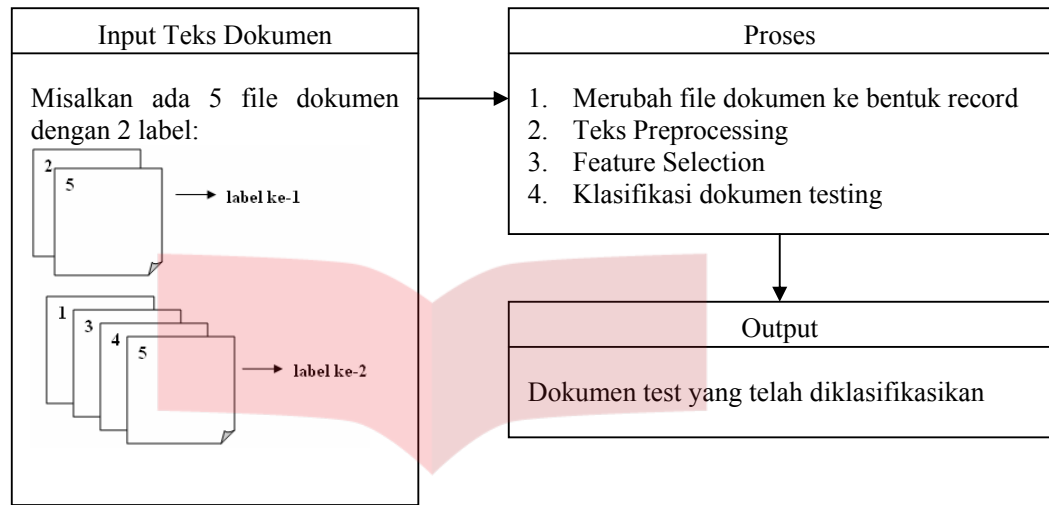 Input Teks Dokumen
Misalkan ada 5 file dokumen
dengan 2 label:
2
5
label ke-1
1
3
4
5
label ke-2
Proses
1. Merubah file dokumen ke bentuk record
2. Teks Preprocessing
3. Feature Selection
4. Klasifikasi dokumen testing
Output
Dokumen test yang telah diklasifikasikan